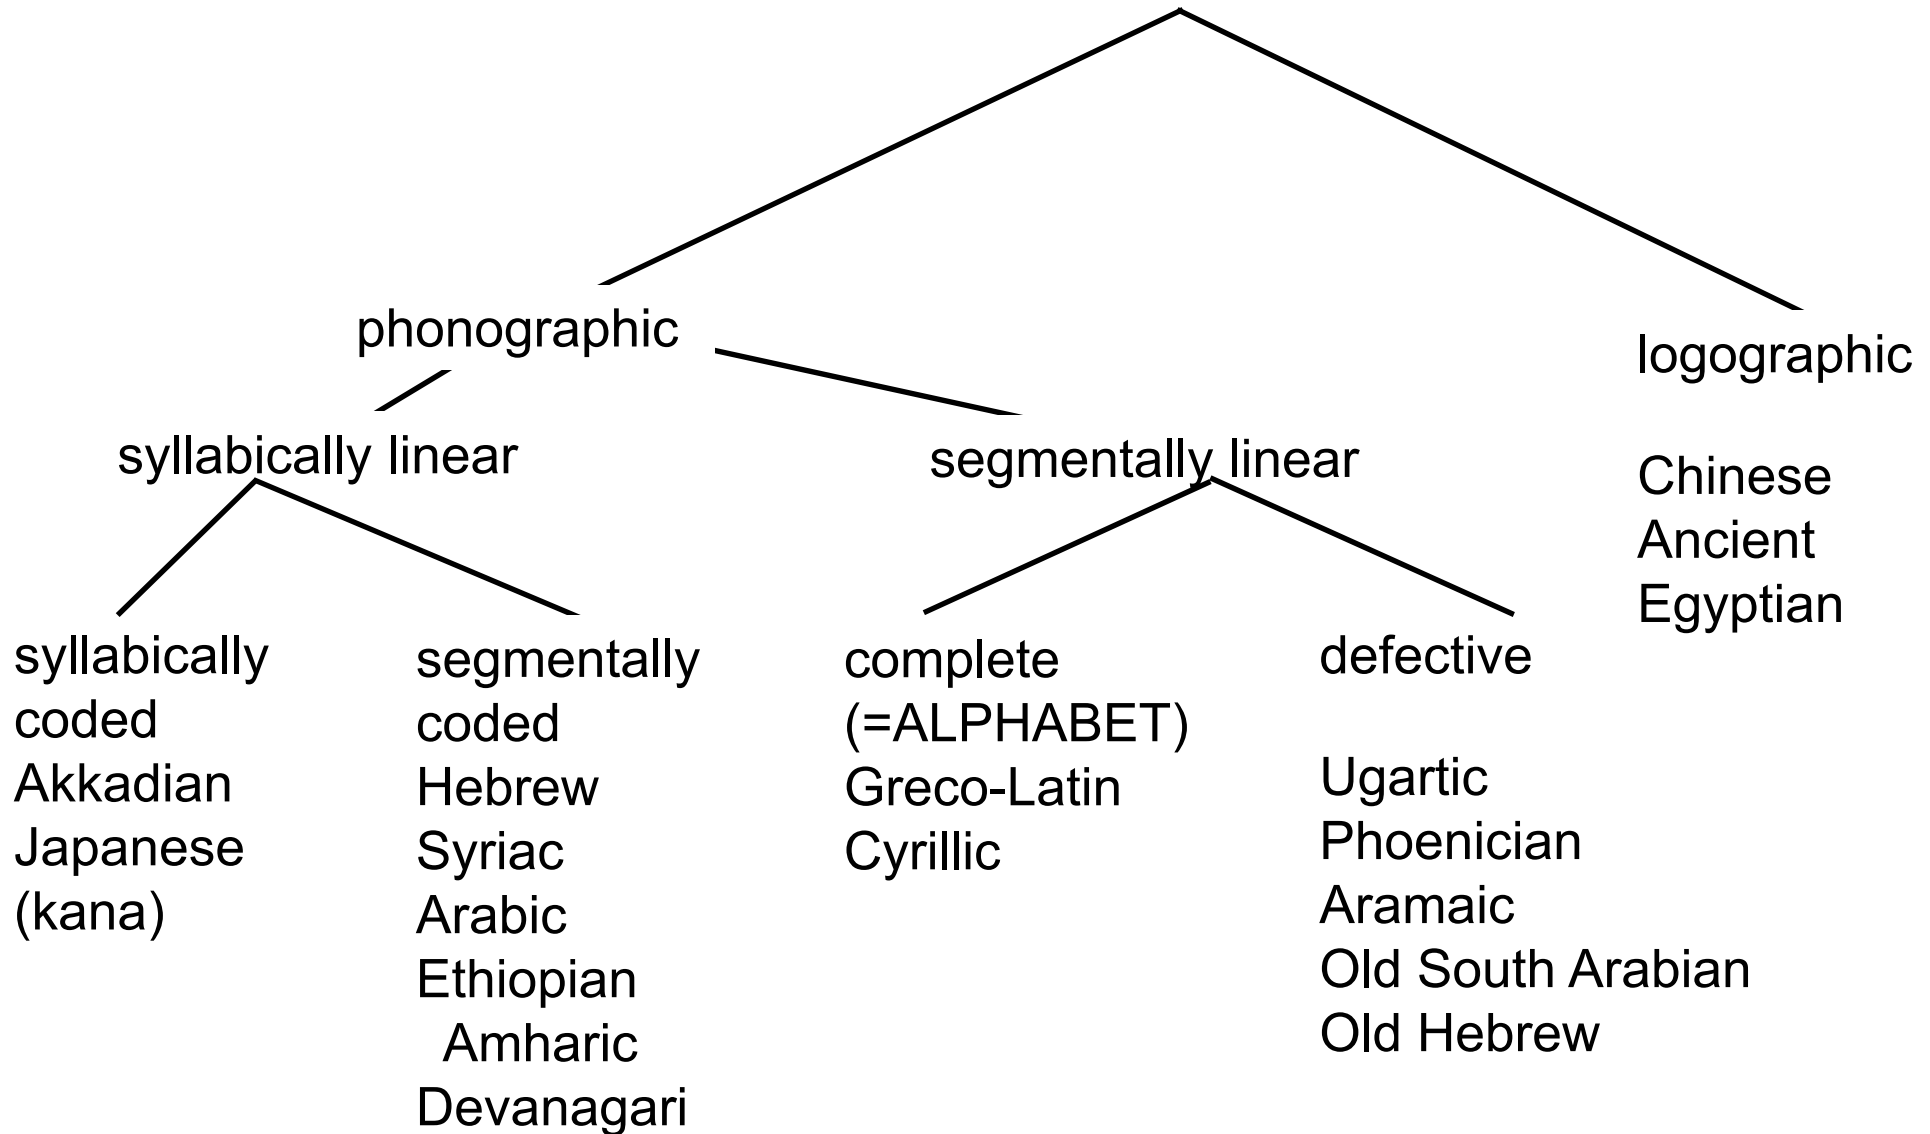 phonographic
logographic
Chinese
Ancient
Egyptian
syllabically linear
segmentally linear
syllabically
coded
Akkadian
Japanese
(kana)
segmentally
coded
Hebrew
Syriac
Arabic
Ethiopian
Amharic
Devanagari
complete
(=ALPHABET)
Greco-Latin
Cyrillic
defective
Ugartic
Phoenician
Aramaic
Old South Arabian
Old Hebrew